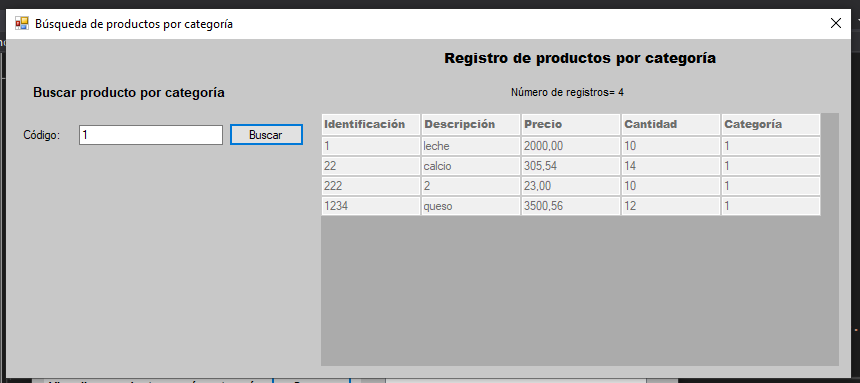 Búsqueda de productos por categoría
Registro de productos por categoría
Buscar producto por categoría
Número de registros= 4
Código:
1
Buscar
Identificación Descripción Precio Cantidad Categoría
1 leche 2000,00 10 1
22 calcio 305,54 14 1
222 2 23,00 10 1
1234 queso 3500,56 12 1